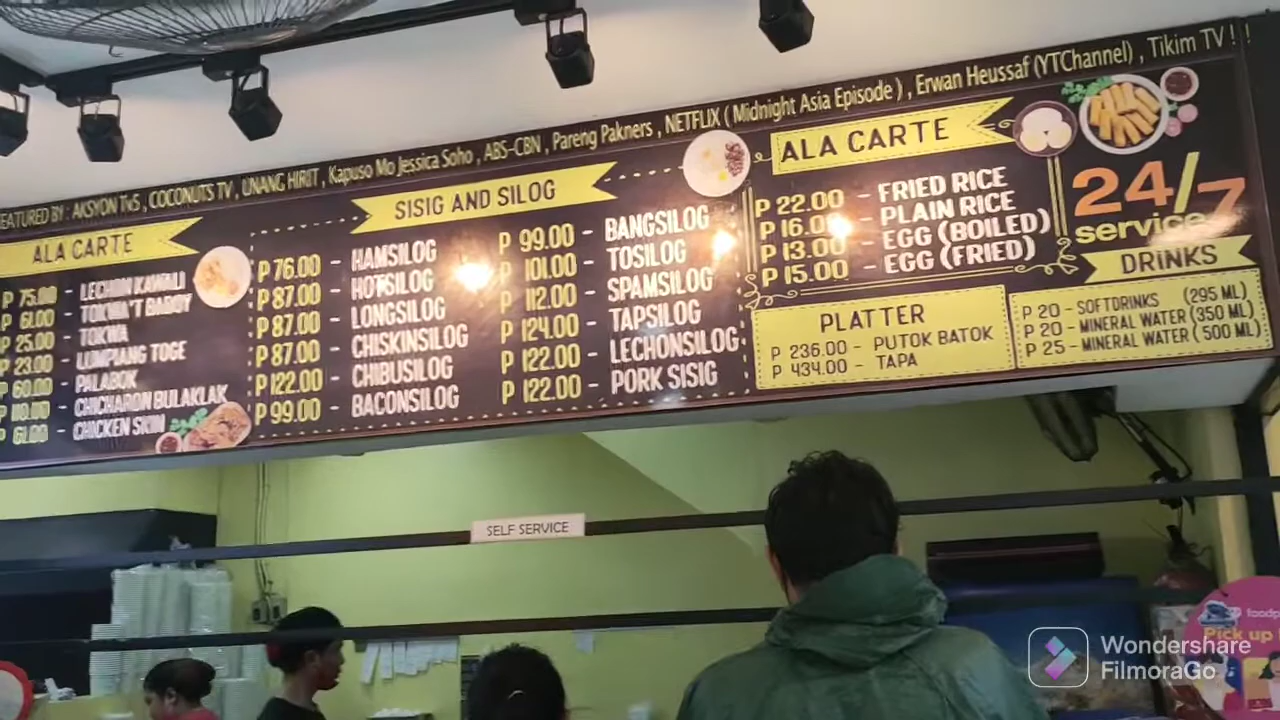 FEATURED BY : AKSYON TV5 , COCONUTS TV , UNANG HIRIT , Kapuso Mo Jessica Soho , ABS-CBN , Pareng Pakners , NETFLIX ( Midnight Asia Episode ) , Erwan Heussaf (YTChannel) , Tikim TV ! !
ALA CARTE
P 75.00 - LECHON KAWALI
P 61.00 - TOKWA'T BABOY
P 25.00 - TOKWA
P 23.00 - LUMPIANG TOGE
P 60.00 - PALABOK
P 110.00 - CHICHARON BULAKLAK
P 61.00 - CHICKEN SKIN
SISIG AND SILOG
P 76.00 - HAMSILOG
P 87.00 - HOTSILOG
P 87.00 - LONGSILOG
P 87.00 - CHISKINSILOG
P 122.00 - CHIBUSILOG
P 99.00 - BACONSILOG
P 99.00 - BANGSILOG
P 101.00 - TOSILOG
P 112.00 - SPAMSILOG
P 124.00 - TAPSILOG
P 122.00 - LECHONSILOG
P 122.00 - PORK SISIG
ALA CARTE
P 22.00 - FRIED RICE
P 16.00 - PLAIN RICE
P 13.00 - EGG (BOILED)
P 15.00 - EGG (FRIED)
PLATTER
P 236.00 - PUTOK BATOK
P 434.00 - TAPA
24/7
service
DRINKS
P 20 - SOFTDRINKS (295 ML)
P 20 - MINERAL WATER (350 ML)
P 25 - MINERAL WATER ( 500 ML)
SELF SERVICE
Pick up
Wondershare
FilmoraGo